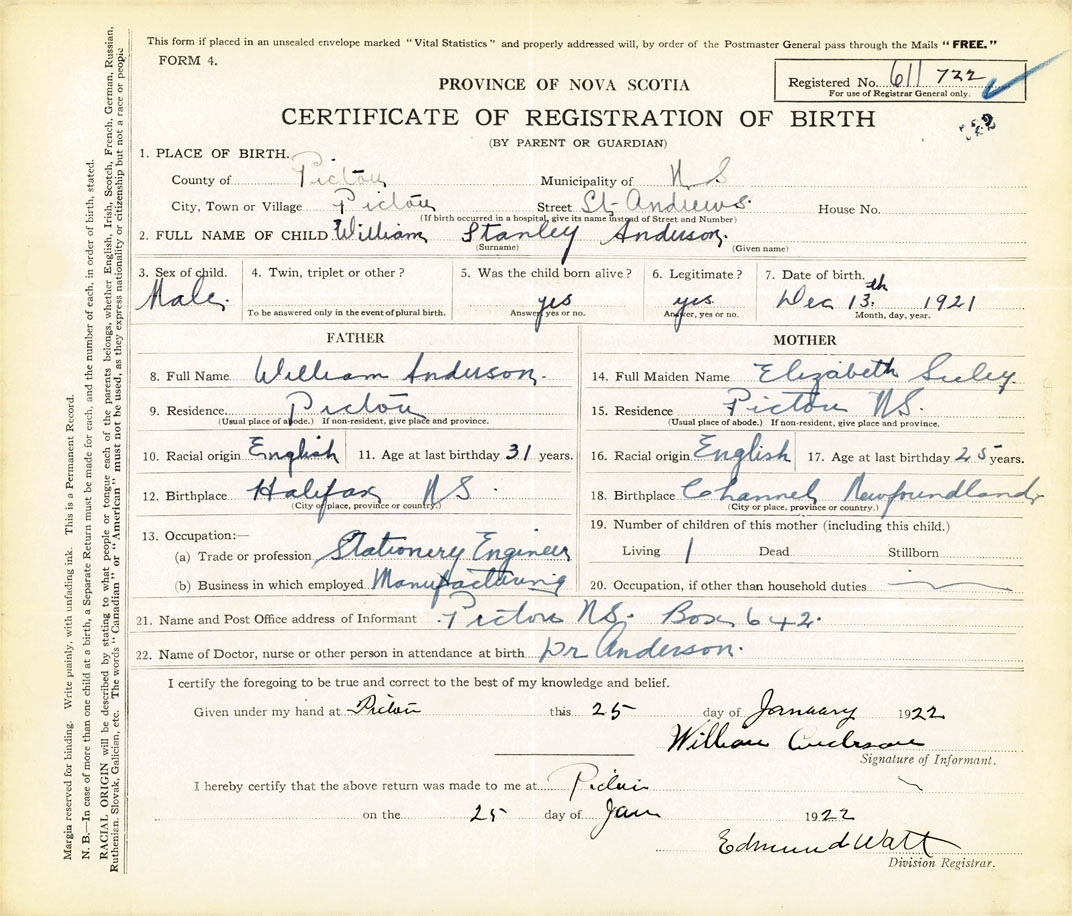 This form if placed in an unsealed envelope marked "Vital Statistics" and properly addressed will, by order of the Postmaster General pass through the Mails "FREE."
FORM 4.
Registered No. 611 722
For use of Registrar General only.
PROVINCE OF NOVA SCOTIA
CERTIFICATE OF REGISTRATION OF BIRTH
(BY PARENT OR GUARDIAN)
1. PLACE OF BIRTH.
County of Pictou Municipality of N S
City, Town or Village Pictou Street St Andrews. House No.
(If birth occurred in a hospital, give its name instead of Street and Number)
2. FULL NAME OF CHILD William Stanley Anderson.
(Surname) (Given name)
3. Sex of child. 4. Twin, triplet or other? 5. Was the child born alive? 6. Legitimate? 7. Date of birth.
Male. yes yes. Dec 13th 1921
To be answered only in the event of plural birth. Answer, yes or no. Answer, yes or no. Month, day, year.
FATHER
8. Full Name William Anderson.
9. Residence Pictou
(Usual place of abode.) If non-resident, give place and province.
10. Racial origin English 11. Age at last birthday 31 years.
12. Birthplace Halifax N S.
(City or place, province or country.)
13. Occupation:—
(a) Trade or profession Stationery Engineer
(b) Business in which employed Manufacturing
MOTHER
14. Full Maiden Name Elizabeth
15. Residence Pictou N S.
(Usual place of abode.) If non-resident, give place and province.
16. Racial origin English 17. Age at last birthday 25 years.
18. Birthplace Channel Newfoundland
(City or place, province or country.)
19. Number of children of this mother (including this child.)
Living 1 Dead Stillborn
20. Occupation, if other than household duties
21. Name and Post Office address of Informant Pictou N S. Box 642.
22. Name of Doctor, nurse or other person in attendance at birth Dr Anderson.
I certify the foregoing to be true and correct to the best of my knowledge and belief.
Given under my hand at Pictou this 25 day of January 1922
William Anderson
Signature of Informant.
I hereby certify that the above return was made to me at Pictou
on the 25 day of Jan 1922
Edmund Watt
Division Registrar.
Margin reserved for binding. Write plainly, with unfading ink. This is a Permanent Record.
N. B.—In case of more than one child at a birth, a Separate Return must be made for each, and the number of each, in order of birth, stated.
RACIAL ORIGIN will be described by stating to what people or tongue each of the parents belongs, whether English, Irish, Scotch, French, German, Russian,
Ruthenian, Slovak, Galician, etc. The words "Canadian" or "American" must not be used, as they express nationality or citizenship but not a race or people